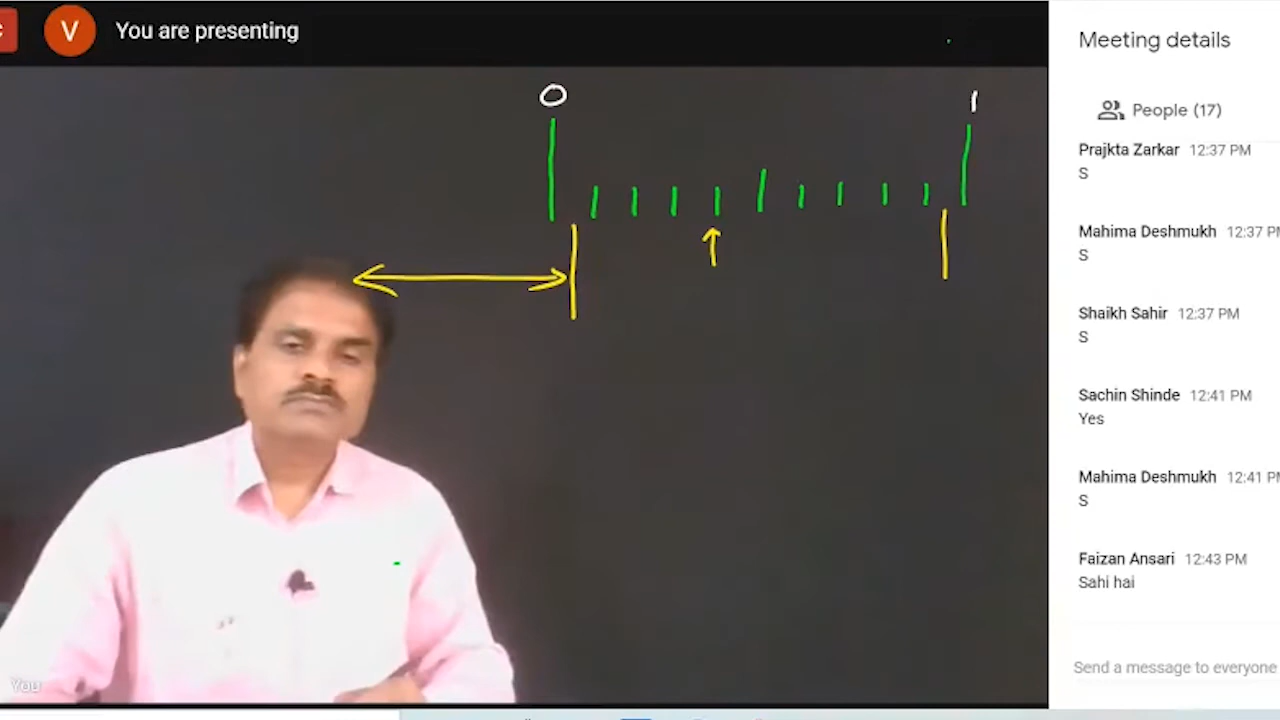 V You are presenting
0 1
You
Meeting details
People (17)
Prajkta Zarkar 12:37 PM
S
Mahima Deshmukh 12:37 PM
S
Shaikh Sahir 12:37 PM
S
Sachin Shinde 12:41 PM
Yes
Mahima Deshmukh 12:41 PM
S
Faizan Ansari 12:43 PM
Sahi hai
Send a message to everyone